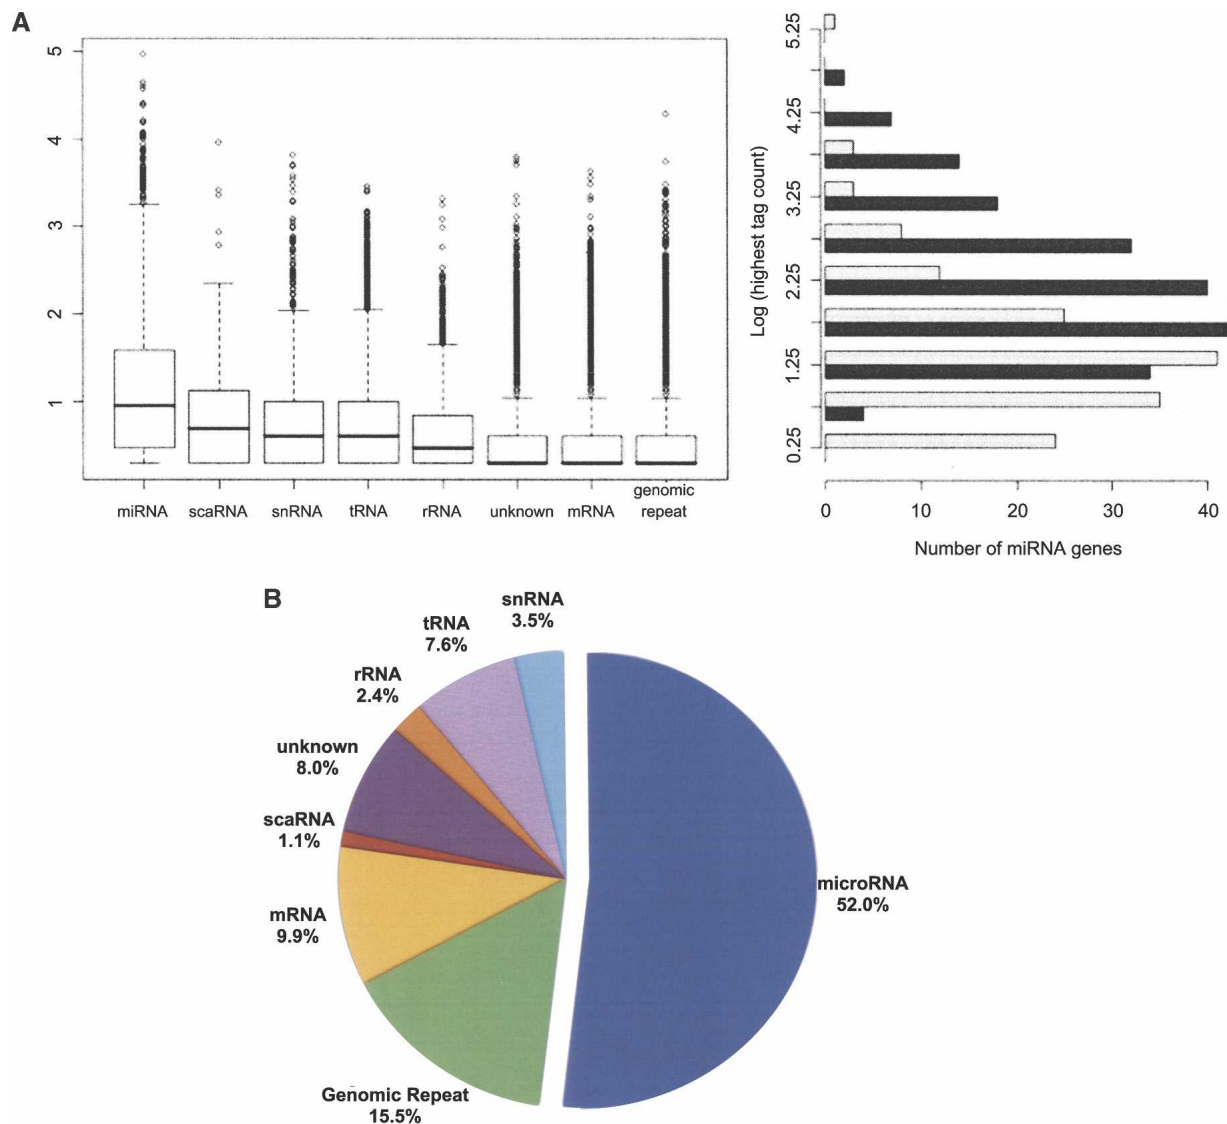 A
5
4
3
2
1
miRNA
scaRNA
snRNA
tRNA
rRNA
unknown
mRNA
genomic
repeat
Log (highest tag count)
5.25
4.25
3.25
2.25
1.25
0.25
0
10
20
30
40
Number of miRNA genes
B
snRNA
3.5%
tRNA
7.6%
rRNA
2.4%
unknown
8.0%
scaRNA
1.1%
microRNA
52.0%
mRNA
9.9%
Genomic Repeat
15.5%